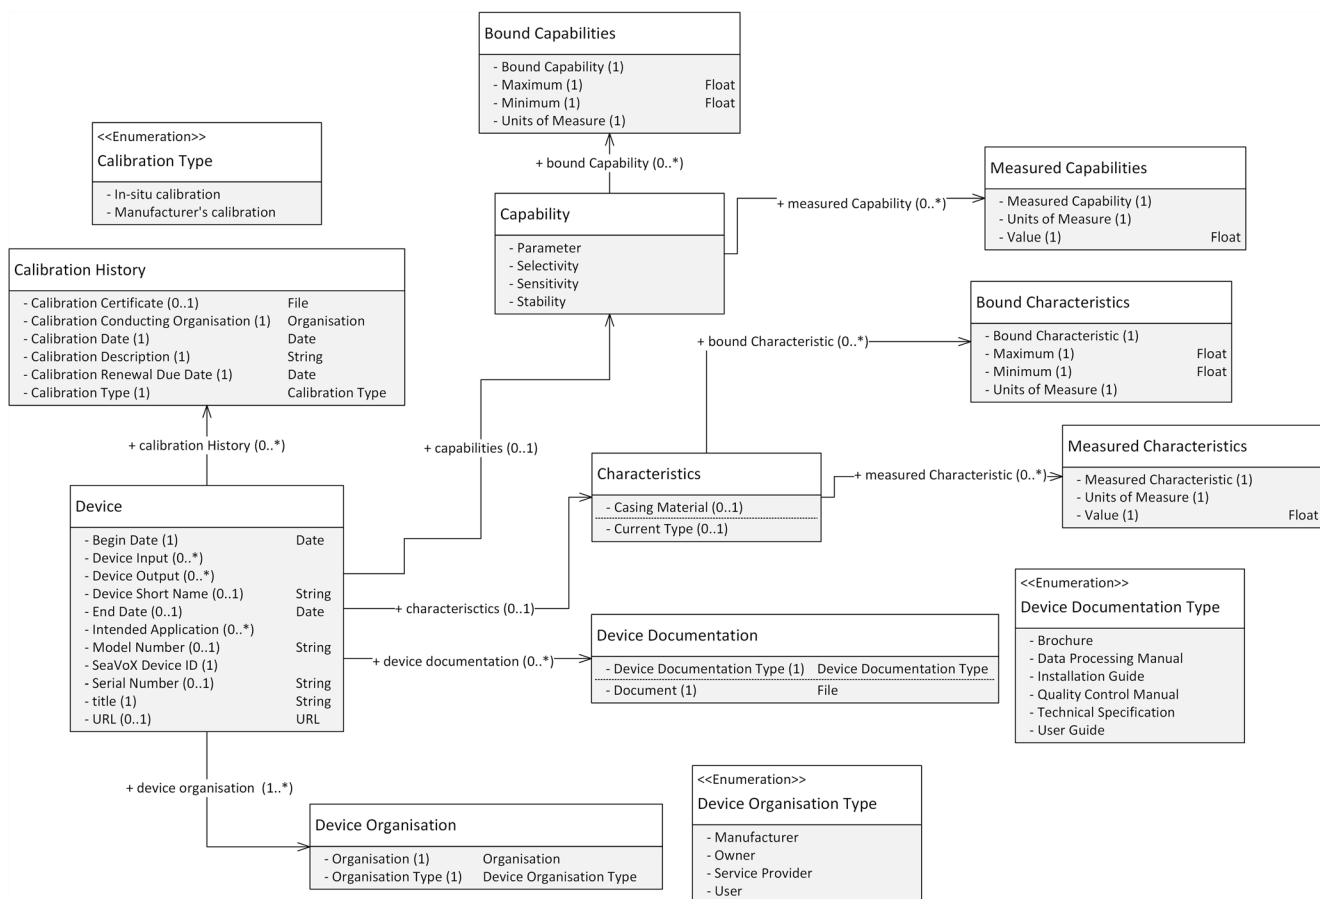 Bound Capabilities
- Bound Capability (1)
- Maximum (1) Float
- Minimum (1) Float
- Units of Measure (1)
+ bound Capability (0..*)
<<Enumeration>>
Calibration Type
- In-situ calibration
- Manufacturer's calibration
Measured Capabilities
- Measured Capability (1)
- Units of Measure (1)
- Value (1) Float
Capability
- Parameter
- Selectivity
- Sensitivity
- Stability
+ measured Capability (0..*)
Calibration History
- Calibration Certificate (0..1) File
- Calibration Conducting Organisation (1) Organisation
- Calibration Date (1) Date
- Calibration Description (1) String
- Calibration Renewal Due Date (1) Date
- Calibration Type (1) Calibration Type
Bound Characteristics
- Bound Characteristic (1)
- Maximum (1) Float
- Minimum (1) Float
- Units of Measure (1)
+ bound Characteristic (0..*)
+ calibration History (0..*)
+ capabilities (0..1)
Characteristics
- Casing Material (0..1)
- Current Type (0..1)
+ measured Characteristic (0..*)
Measured Characteristics
- Measured Characteristic (1)
- Units of Measure (1)
- Value (1) Float
Device
- Begin Date (1) Date
- Device Input (0..*)
- Device Output (0..*)
- Device Short Name (0..1) String
- End Date (0..1) Date
- Intended Application (0..*)
- Model Number (0..1) String
- SeaVoX Device ID (1)
- Serial Number (0..1) String
- title (1) String
- URL (0..1) URL
+ characterisctics (0..1)
+ device documentation (0..*)
Device Documentation
- Device Documentation Type (1) Device Documentation Type
- Document (1) File
<<Enumeration>>
Device Documentation Type
- Brochure
- Data Processing Manual
- Installation Guide
- Quality Control Manual
- Technical Specification
- User Guide
+ device organisation (1..*)
Device Organisation
- Organisation (1) Organisation
- Organisation Type (1) Device Organisation Type
<<Enumeration>>
Device Organisation Type
- Manufacturer
- Owner
- Service Provider
- User